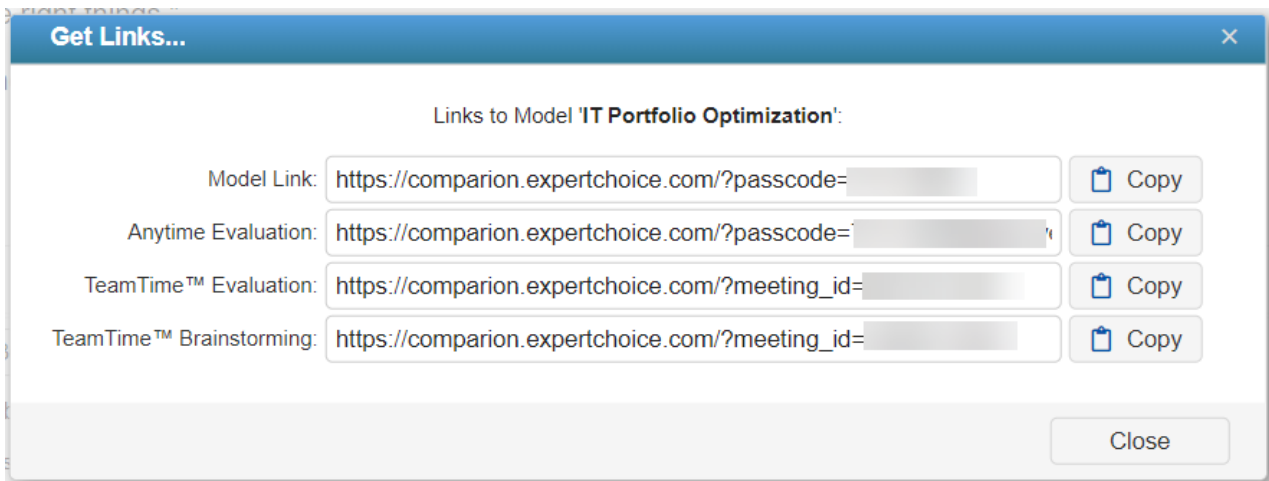 e right things."
Get Links...
Links to Model 'IT Portfolio Optimization':
Model Link: https://comparion.expertchoice.com/?passcode= Copy
Anytime Evaluation: https://comparion.expertchoice.com/?passcode= Copy
TeamTime™ Evaluation: https://comparion.expertchoice.com/?meeting_id= Copy
TeamTime™ Brainstorming: https://comparion.expertchoice.com/?meeting_id= Copy
Close